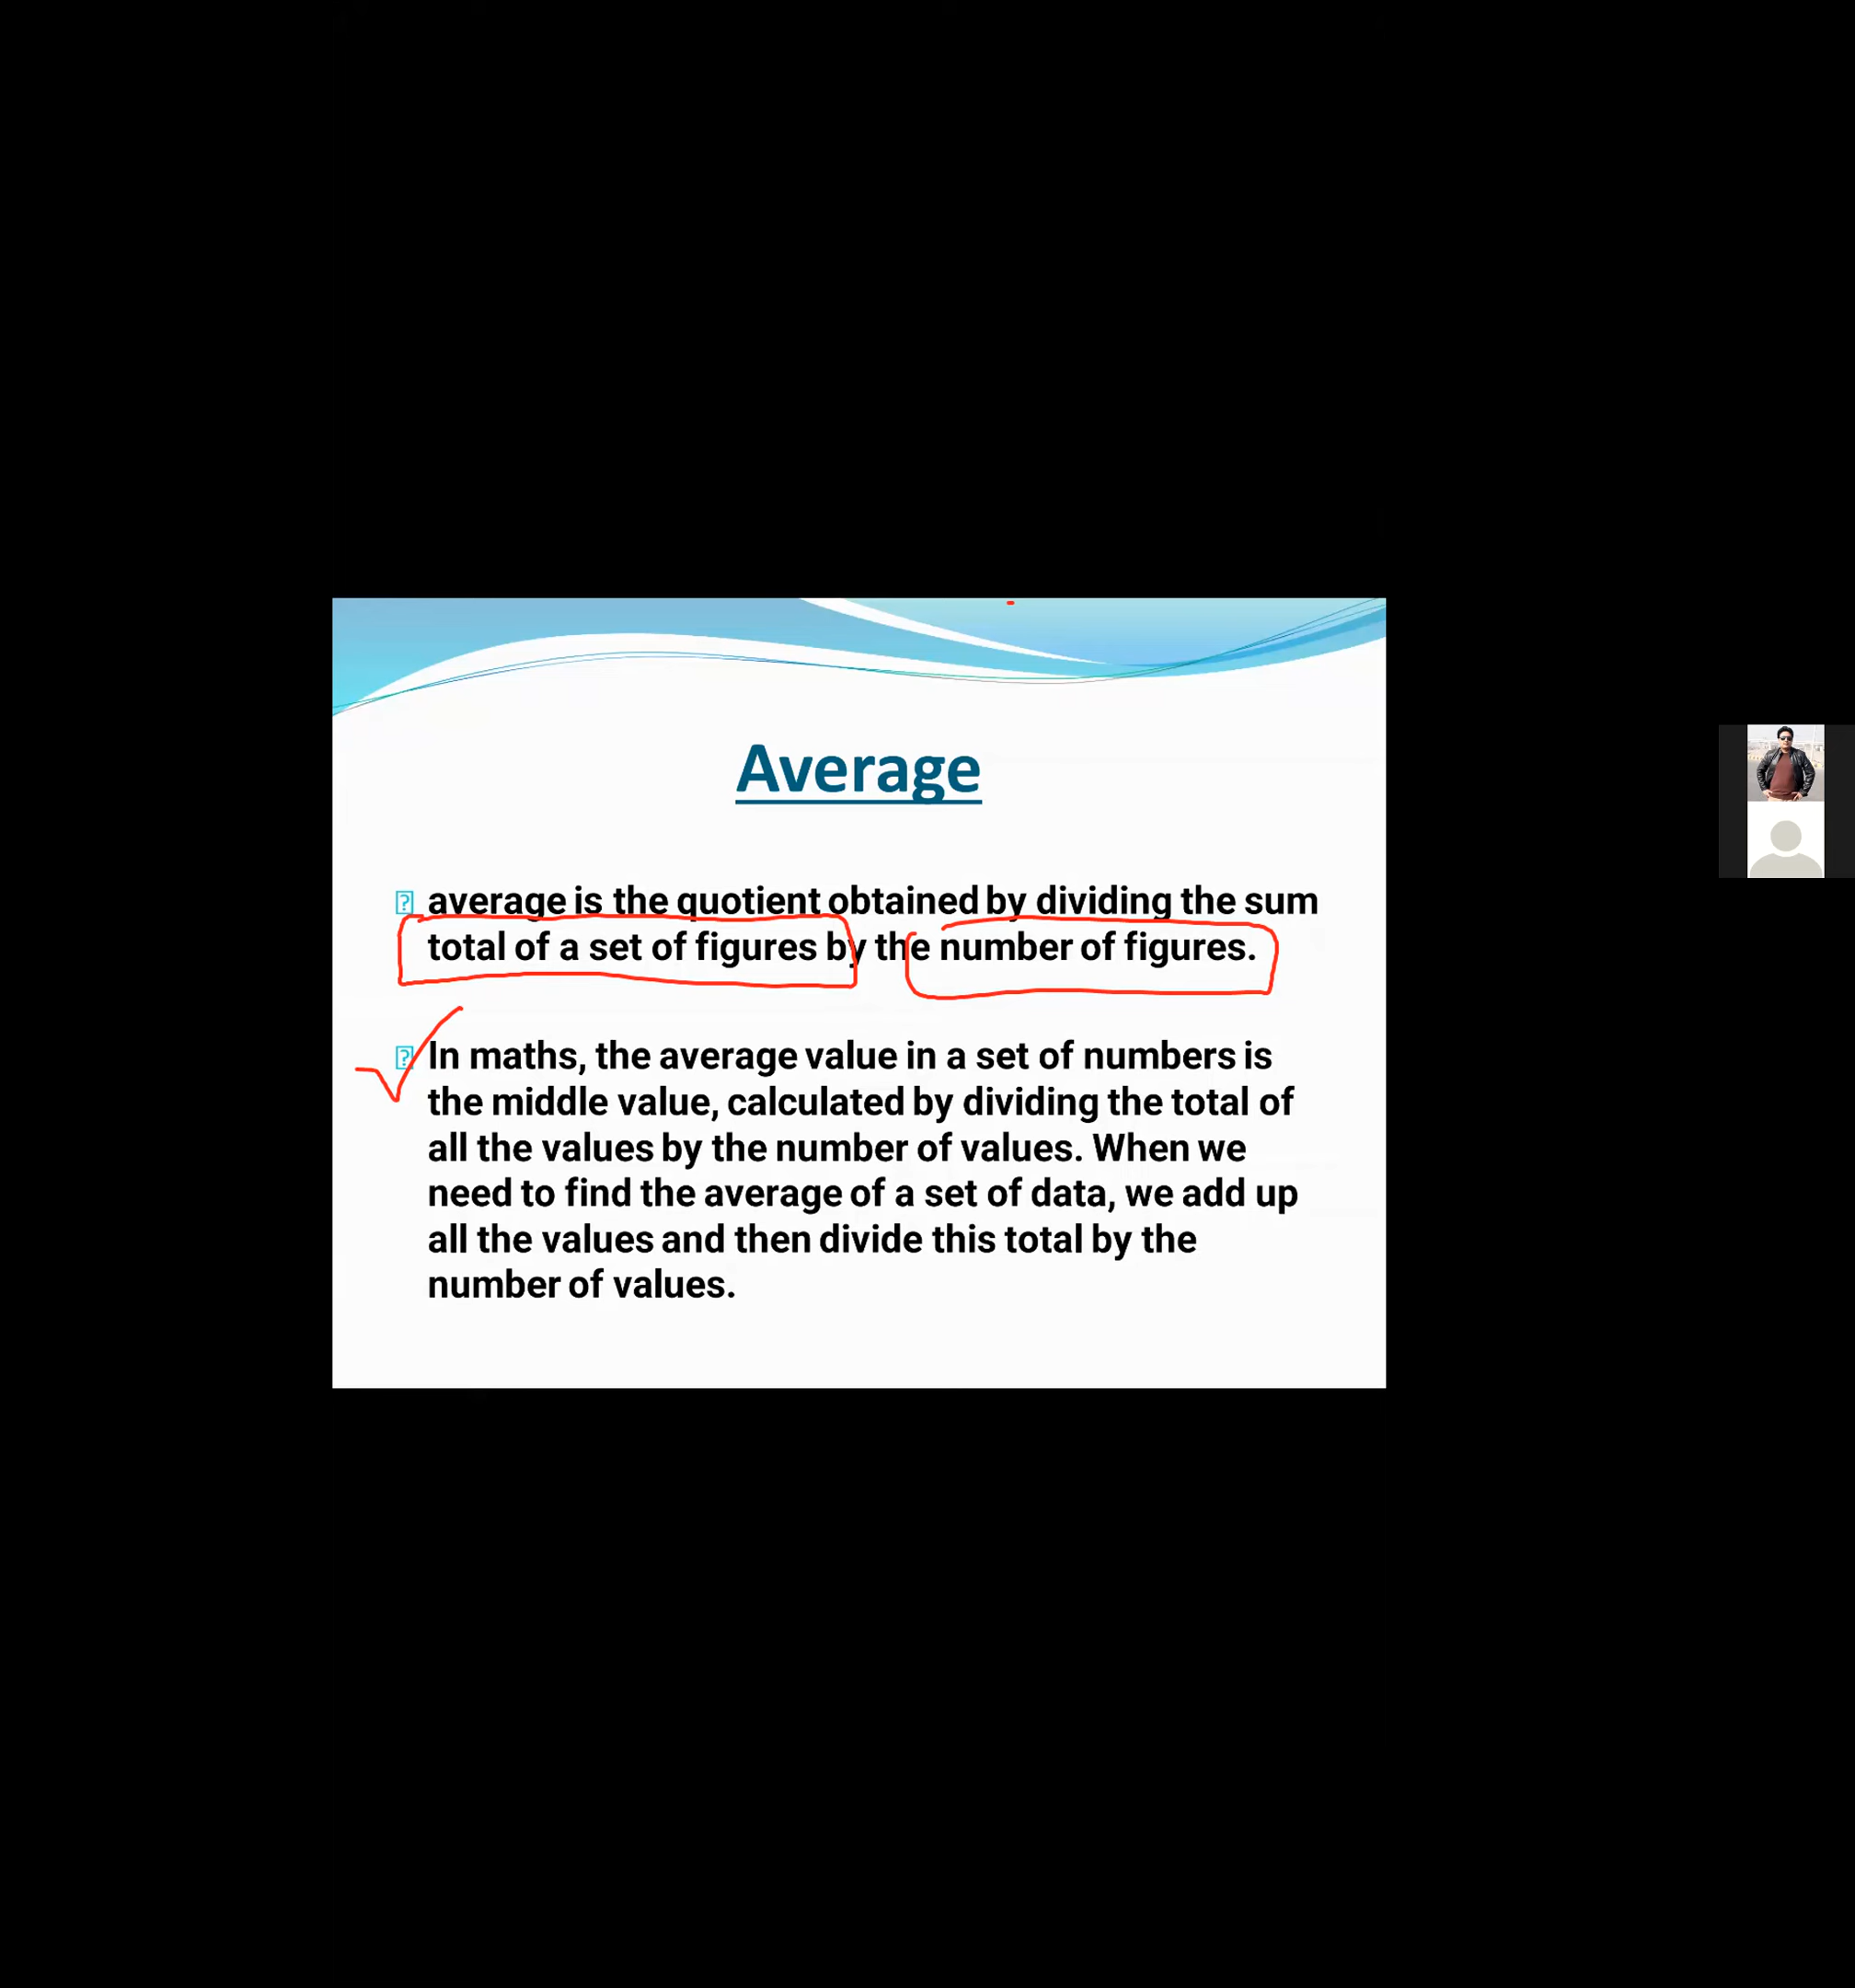 Average
average is the quotient obtained by dividing the sum
total of a set of figures by the number of figures.
In maths, the average value in a set of numbers is
the middle value, calculated by dividing the total of
all the values by the number of values. When we
need to find the average of a set of data, we add up
all the values and then divide this total by the
number of values.